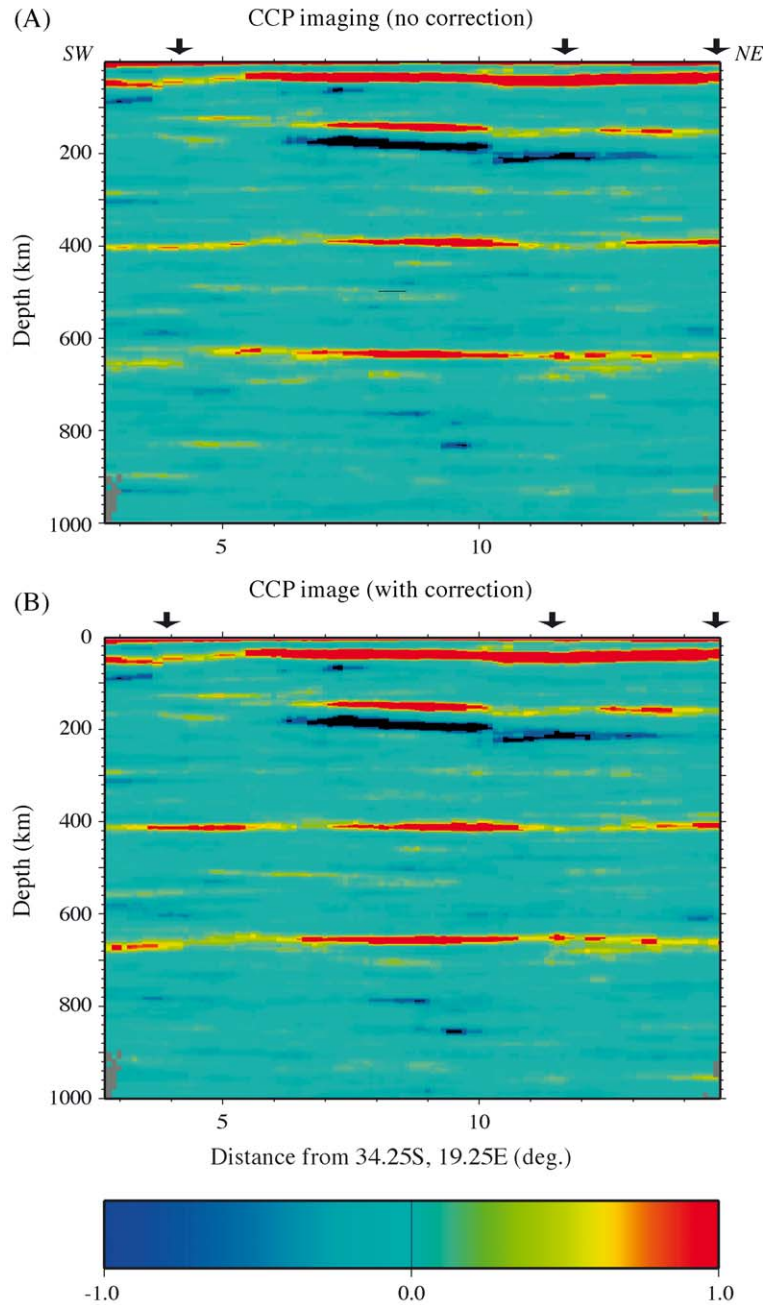 (A)
CCP imaging (no correction)
SW
NE
200
400
600
800
1000
Depth (km)
5
10
(B)
CCP image (with correction)
0
200
400
600
800
1000
Depth (km)
5
10
Distance from 34.25S, 19.25E (deg.)
-1.0
0.0
1.0